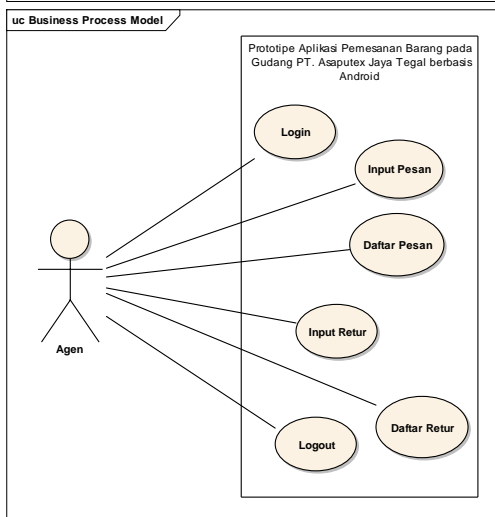 uc Business Process Model
Prototipe Aplikasi Pemesanan Barang pada
Gudang PT. Asaputex Jaya Tegal berbasis
Android
Login
Input Pesan
Daftar Pesan
Input Retur
Agen
Daftar Retur
Logout